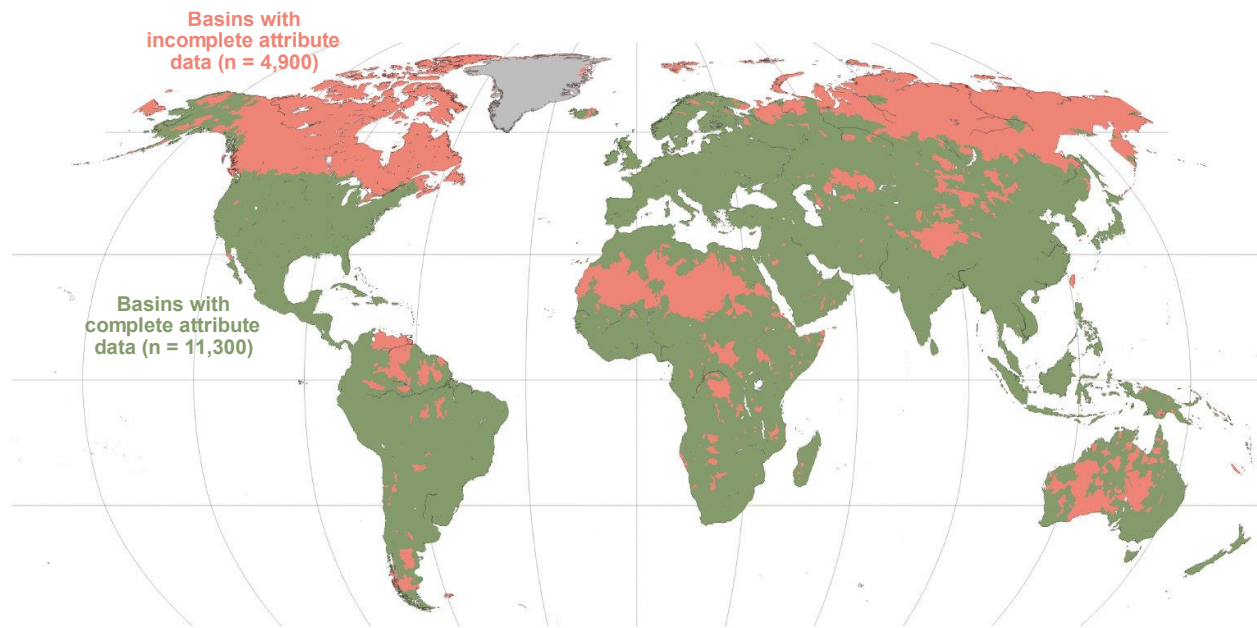 Basins with
incomplete attribute
data (n = 4,900)
Basins with
complete attribute
data (n = 11,300)